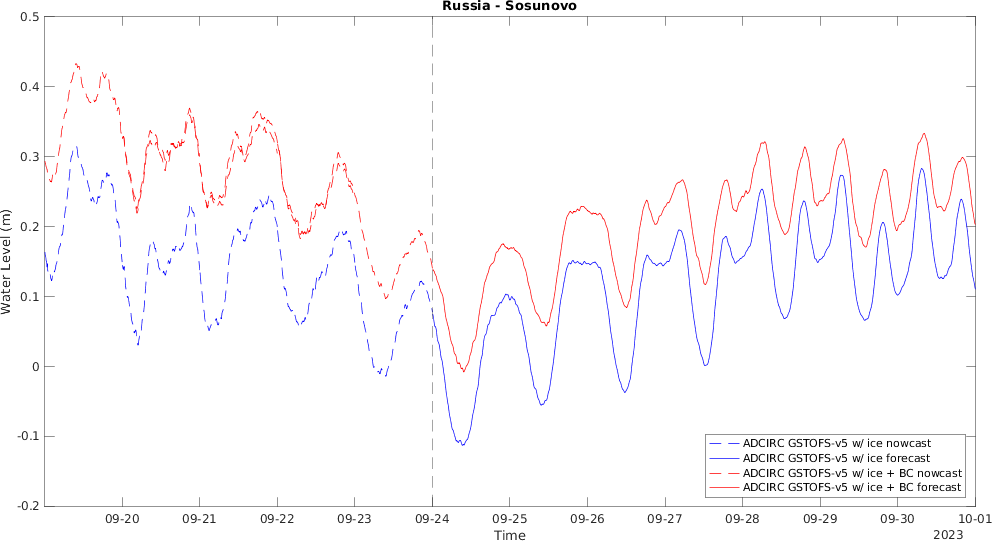 Russia - Sosunovo
0.5
0.4
0.3
0.2
0.1
0
-0.1
-0.2
Water Level (m)
ADCIRC GSTOFS-v5 w/ ice nowcast
ADCIRC GSTOFS-v5 w/ ice forecast
ADCIRC GSTOFS-v5 w/ ice + BC nowcast
ADCIRC GSTOFS-v5 w/ ice + BC forecast
09-20 09-21 09-22 09-23 09-24 09-25 09-26 09-27 09-28 09-29 09-30 10-01
Time
2023